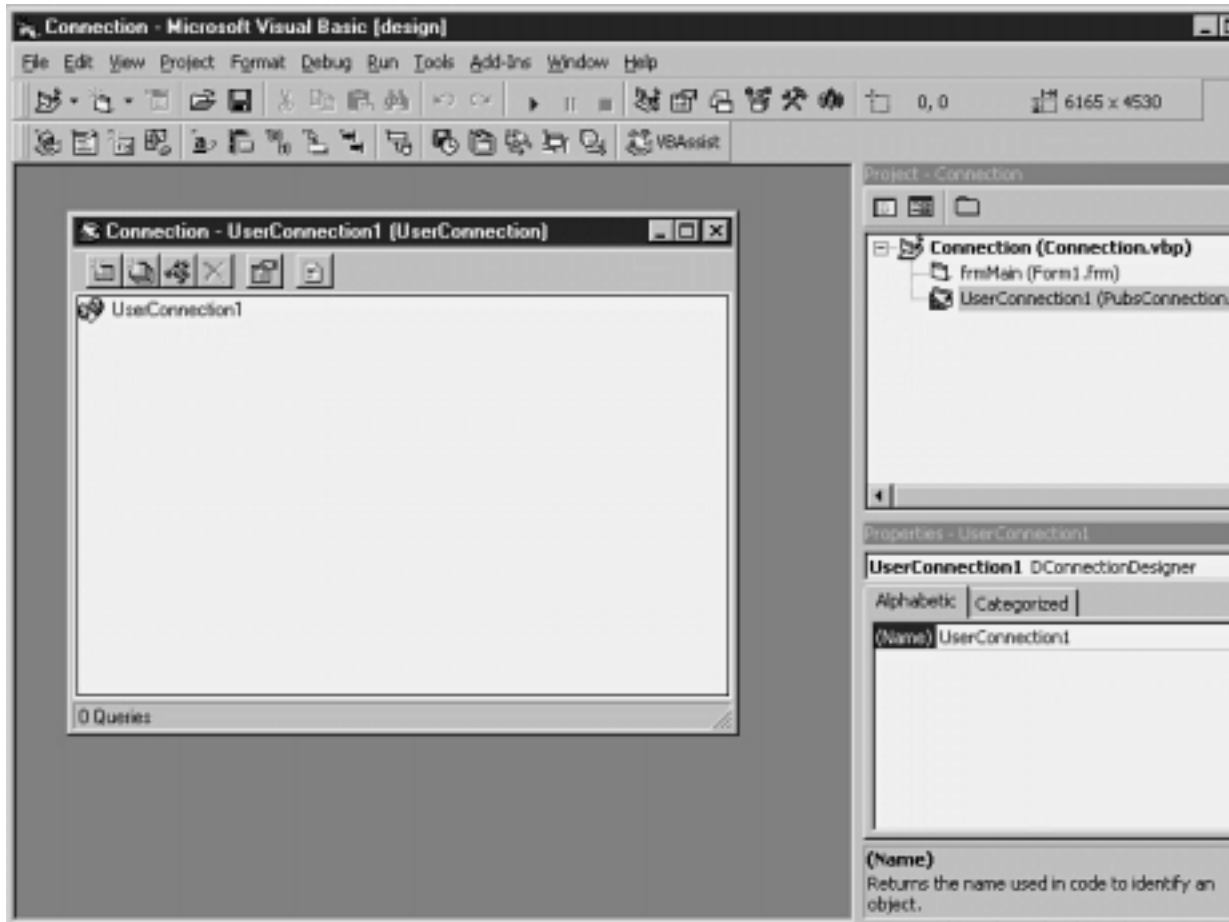 Connection - Microsoft Visual Basic [design]
File Edit View Project Format Debug Run Tools Add-Ins Window Help
0, 0 6165 x 4530
VBAssist
Project - Connection
Connection - UserConnection1 (UserConnection)
Connection (Connection.vbp)
frmMain (Form1.frm)
UserConnection1 (PubsConnection.
UserConnection1
Properties - UserConnection1
UserConnection1 DConnectionDesigner
Alphabetic Categorized
(Name) UserConnection1
0 Queries
(Name)
Returns the name used in code to identify an
object.